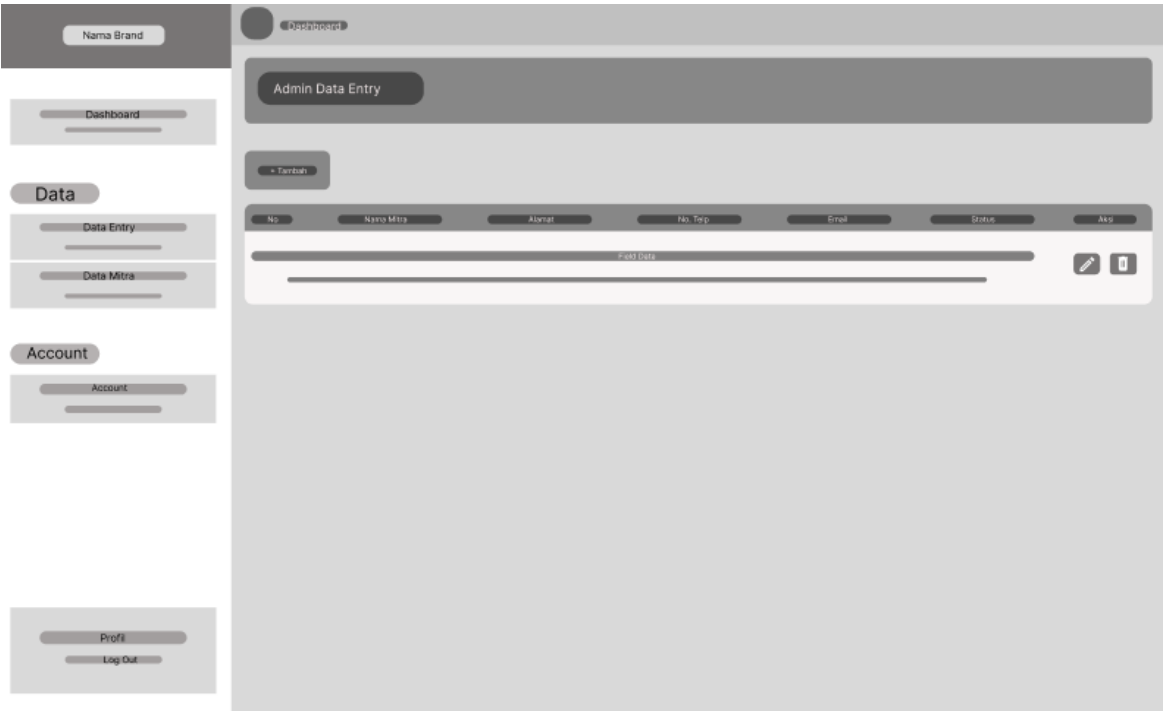 Nama Brand
Dashboard
Data
Data Entry
Data Mitra
Account
Account
Profil
Log Out
Dashboard
Admin Data Entry
+ Tambah
No Nama Mitra Alamat No. Telp Email Status Aksi
Field Data